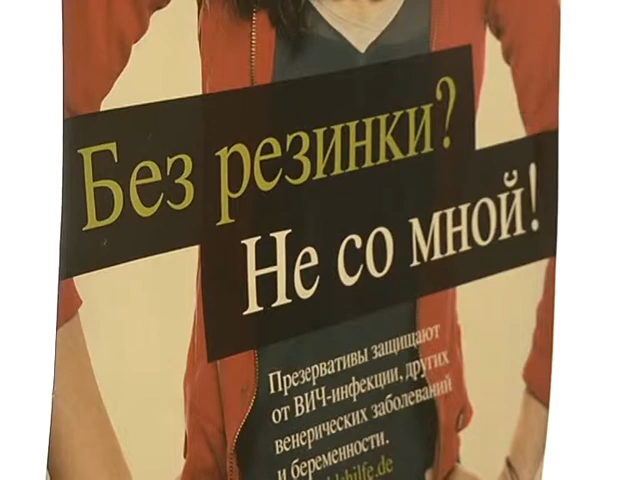 Без резинки?
Не со мной!
Презервативы защищают
от ВИЧ-инфекции, других
венерических заболеваний
и беременности.